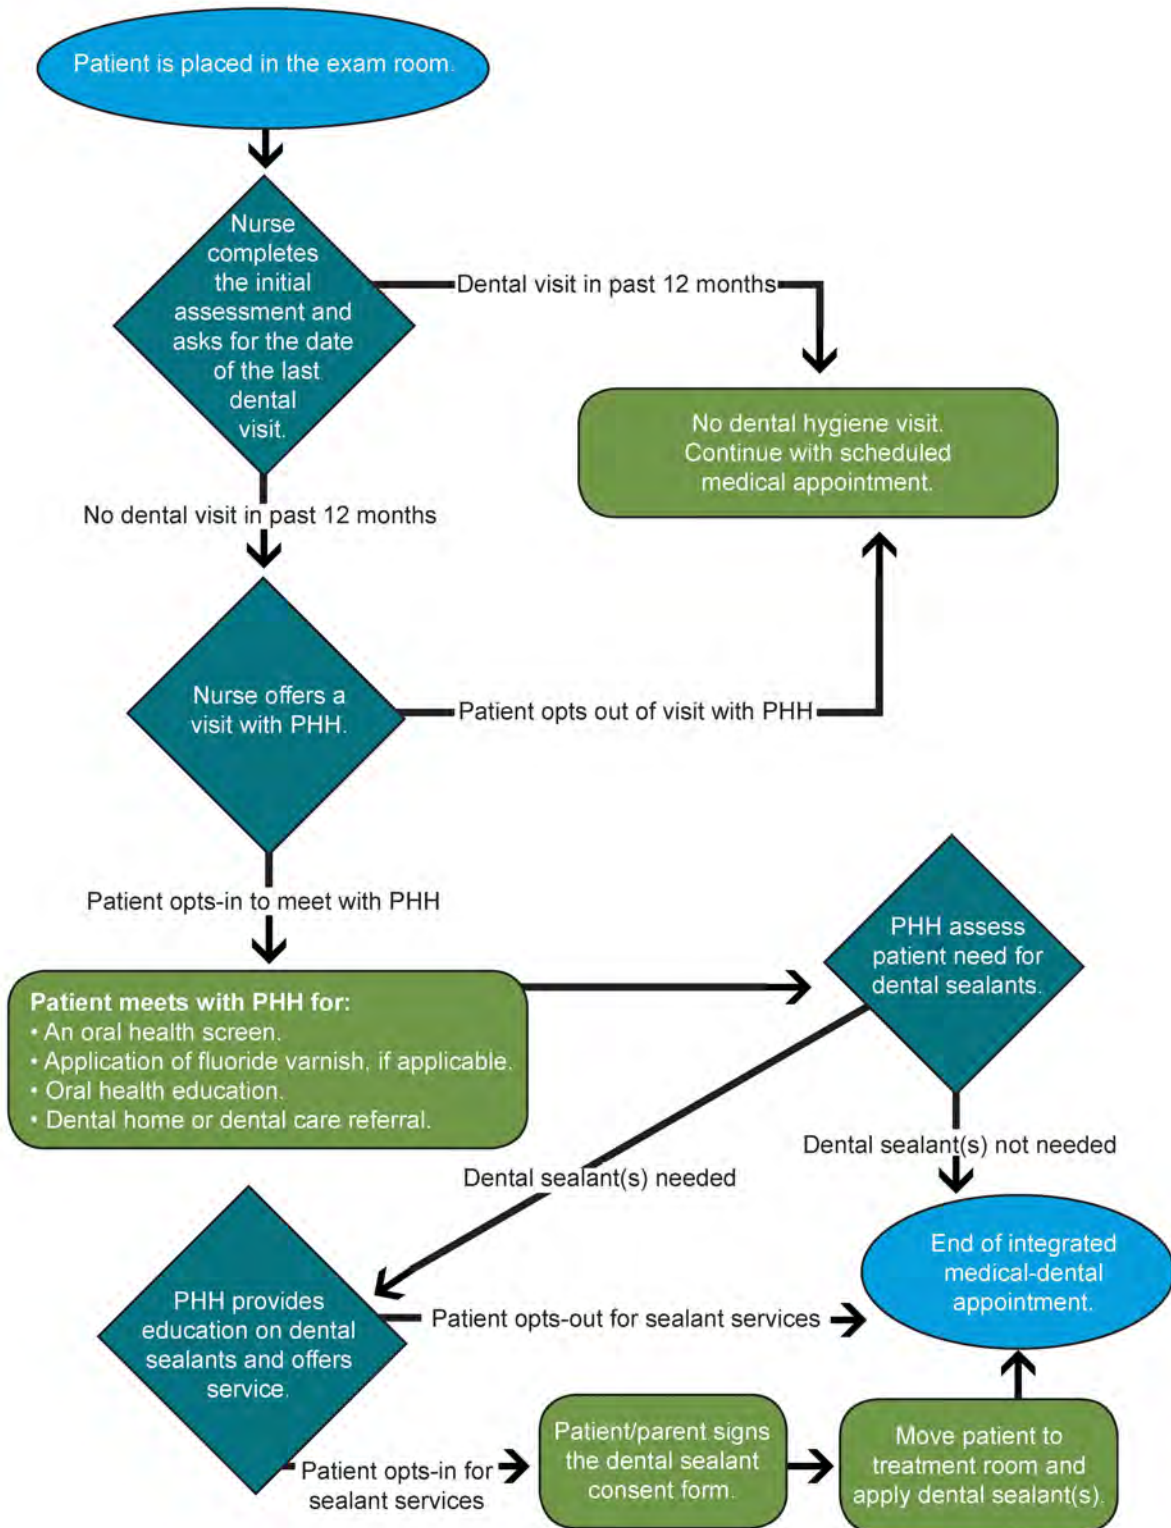 Patient is placed in the exam room.
Nurse
completes
the initial
assessment and
asks for the date
of the last
dental
visit.
Dental visit in past 12 months
No dental hygiene visit.
Continue with scheduled
medical appointment.
No dental visit in past 12 months
Nurse offers a
visit with PHH.
Patient opts out of visit with PHH
Patient opts-in to meet with PHH
PHH assess
patient need for
dental sealants.
Patient meets with PHH for:
• An oral health screen.
• Application of fluoride varnish, if applicable.
• Oral health education.
• Dental home or dental care referral.
Dental sealant(s) not needed
Dental sealant(s) needed
End of integrated
medical-dental
appointment.
PHH provides
education on dental
sealants and offers
service.
Patient opts-out for sealant services
Patient opts-in for
sealant services
Patient/parent signs
the dental sealant
consent form.
Move patient to
treatment room and
apply dental sealant(s).